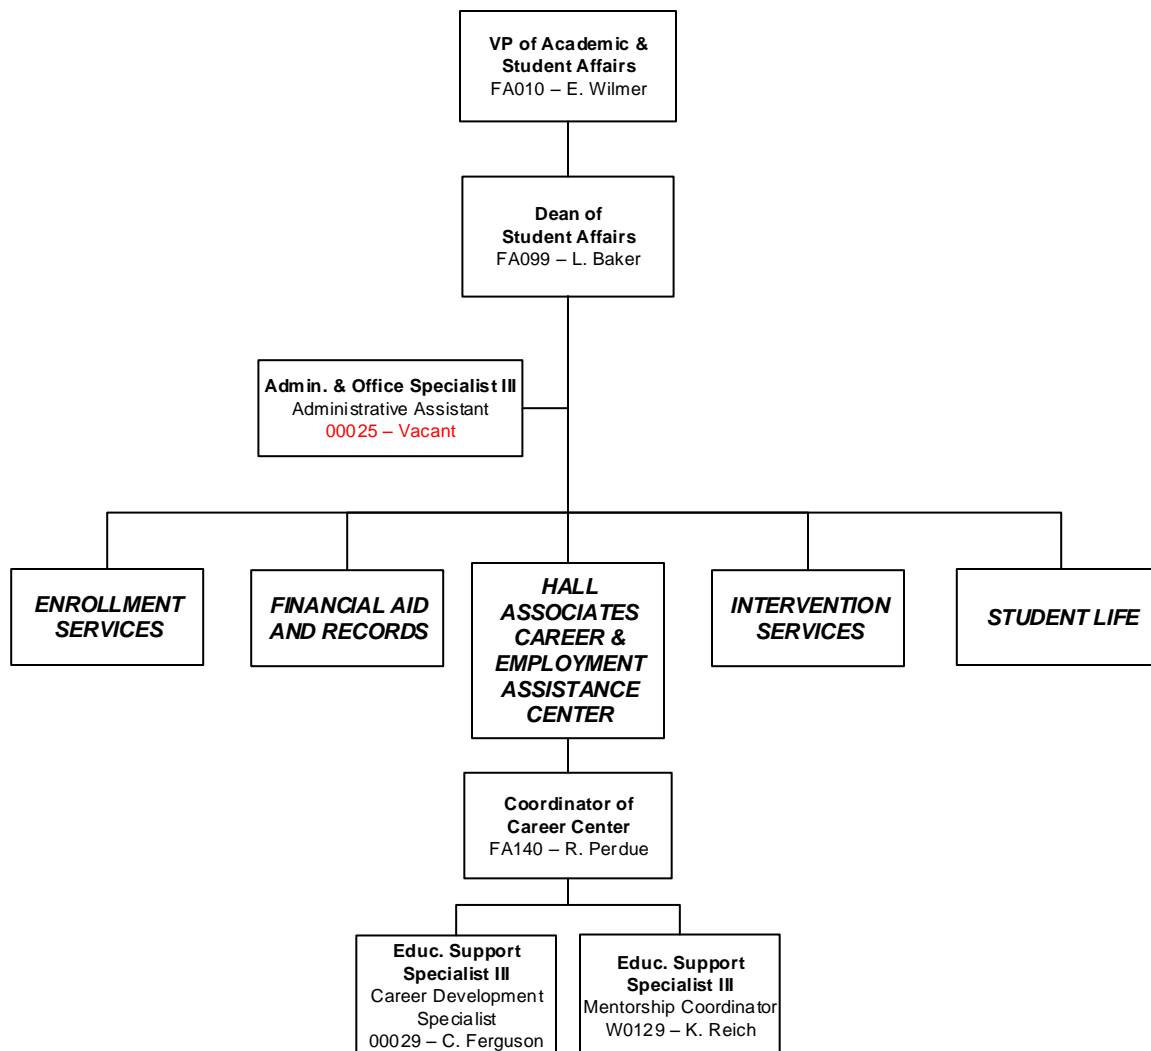 VP of Academic &
Student Affairs
FA010 – E. Wilmer
Dean of
Student Affairs
FA099 – L. Baker
Admin. & Office Specialist III
Administrative Assistant
00025 – Vacant
ENROLLMENT
SERVICES
FINANCIAL AID
AND RECORDS
HALL
ASSOCIATES
CAREER &
EMPLOYMENT
ASSISTANCE
CENTER
INTERVENTION
SERVICES
STUDENT LIFE
Coordinator of
Career Center
FA140 – R. Perdue
Educ. Support
Specialist III
Career Development
Specialist
00029 – C. Ferguson
Educ. Support
Specialist III
Mentorship Coordinator
W0129 – K. Reich